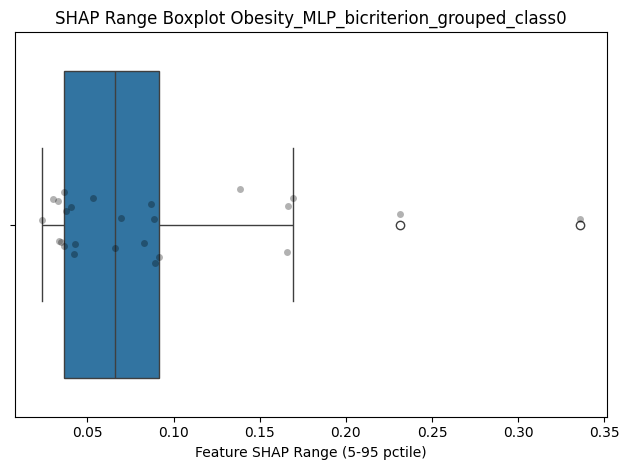 SHAP Range Boxplot Obesity_MLP_bicriterion_grouped_class0
0.05 0.10 0.15 0.20 0.25 0.30 0.35
Feature SHAP Range (5-95 pctile)